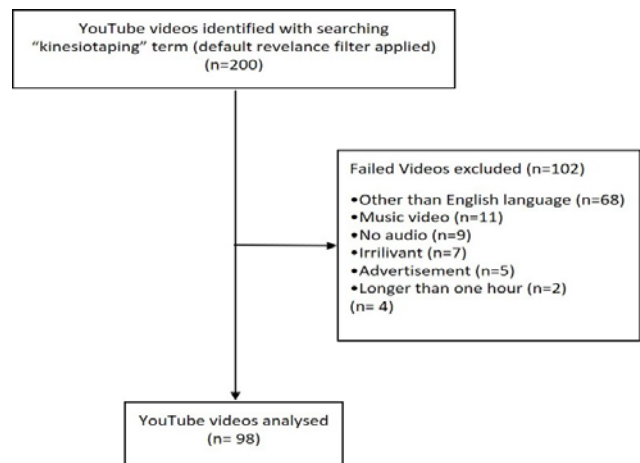 YouTube videos identified with searching
“kinesiotaping” term (default revelance filter applied)
(n=200)
Failed Videos excluded (n=102)
•Other than English language (n=68)
•Music video (n=11)
•No audio (n=9)
•Irrilivant (n=7)
•Advertisement (n=5)
•Longer than one hour (n=2)
(n= 4)
YouTube videos analysed
(n= 98)